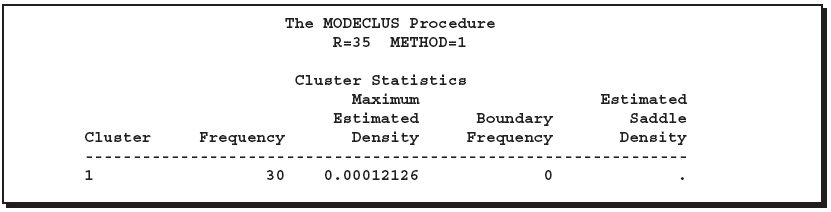 The MODECLUS Procedure
R=35 METHOD=1
Cluster Statistics
Maximum Estimated
Estimated Boundary Saddle
Cluster Frequency Density Frequency Density
-----------------------------------------------------------------
1 30 0.00012126 0 .